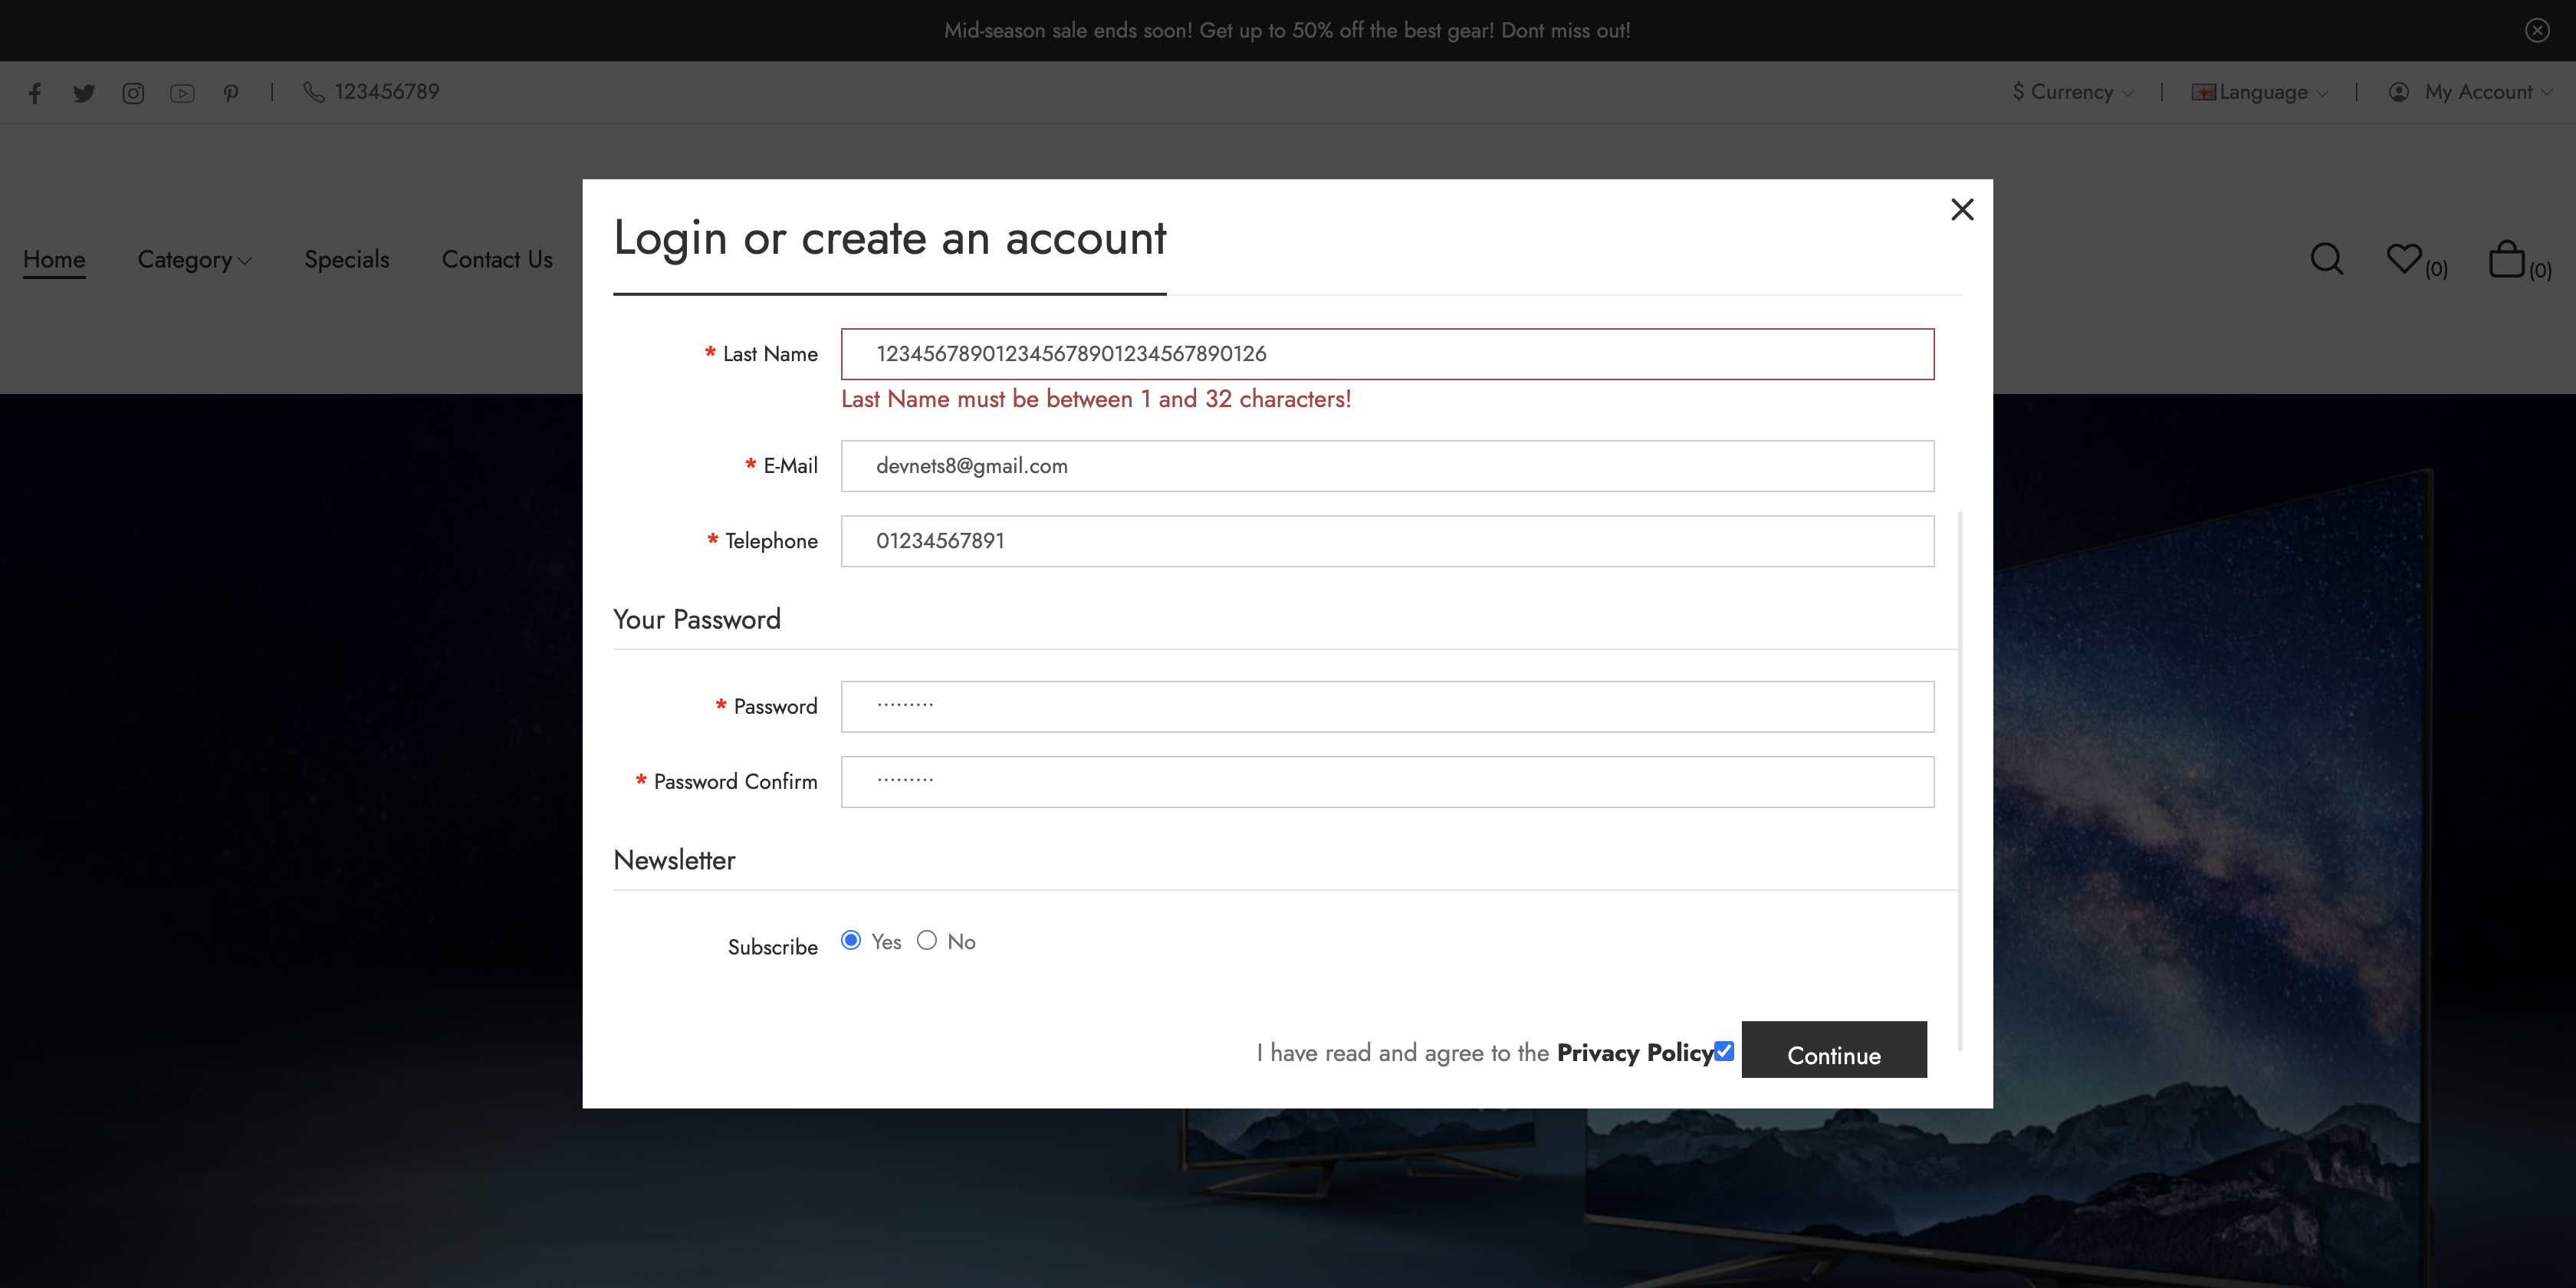 Mid-season sale ends soon! Get up to 50% off the best gear! Dont miss out!
123456789
$ Currency
Language
My Account
Home
Category
Specials
Contact Us
(0)
(0)
Login or create an account
* Last Name
123456789012345678901234567890126
Last Name must be between 1 and 32 characters!
* E-Mail
devnets8@gmail.com
* Telephone
01234567891
Your Password
* Password
·········
* Password Confirm
·········
Newsletter
Subscribe
Yes
No
I have read and agree to the Privacy Policy
Continue